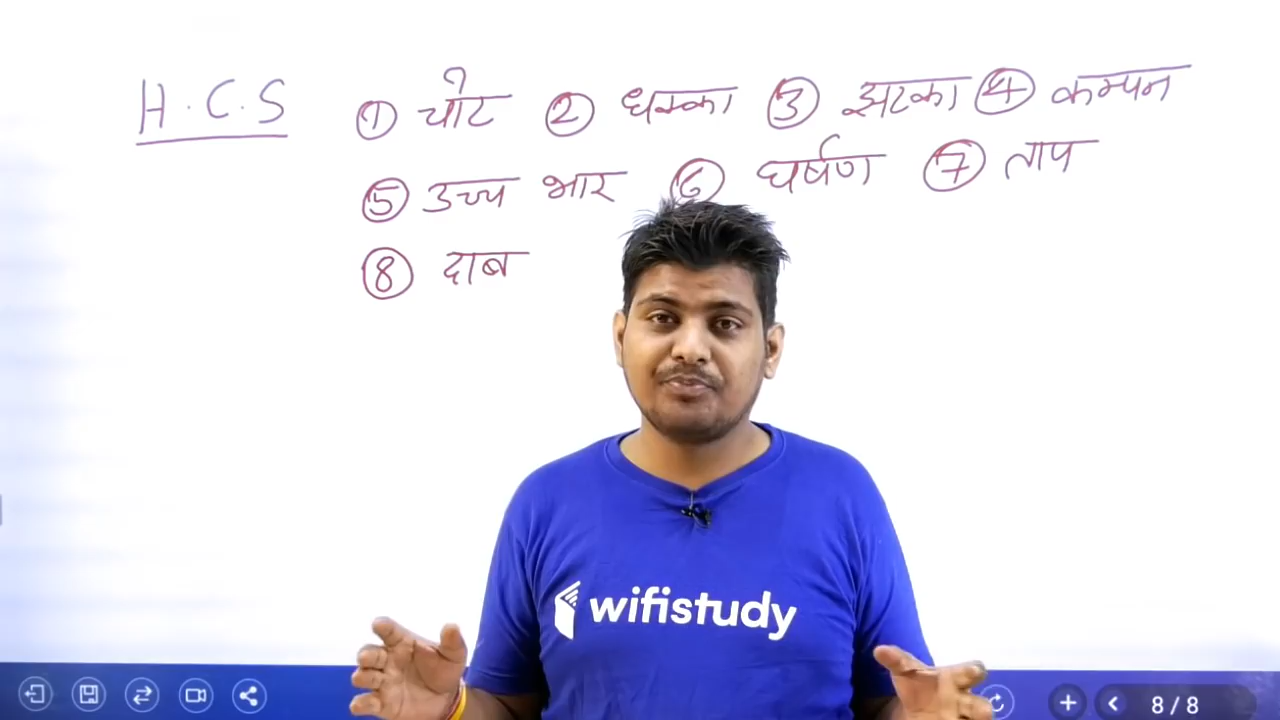 H.C.S ① चोट ② धक्का ③ झटका ④ कम्पन
⑤ उच्च भार ⑥ घर्षण ⑦ ताप
⑧ दाब
wifistudy
8 / 8